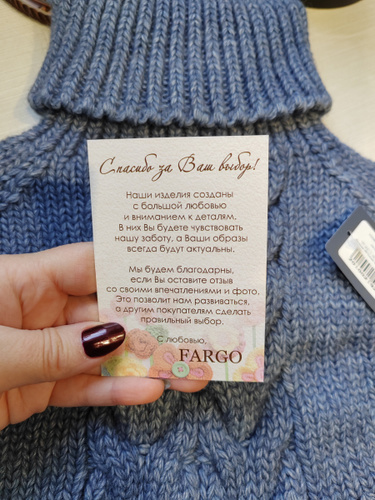 Спасибо за Ваш выбор!
Наши изделия созданы
с большой любовью
и вниманием к деталям.
В них Вы будете чувствовать
нашу заботу, а Ваши образы
всегда будут актуальны.
Мы будем благодарны,
если Вы оставите отзыв
со своими впечатлениями и фото.
Это позволит нам развиваться,
а другим покупателям сделать
правильный выбор.
С любовью,
FARGO